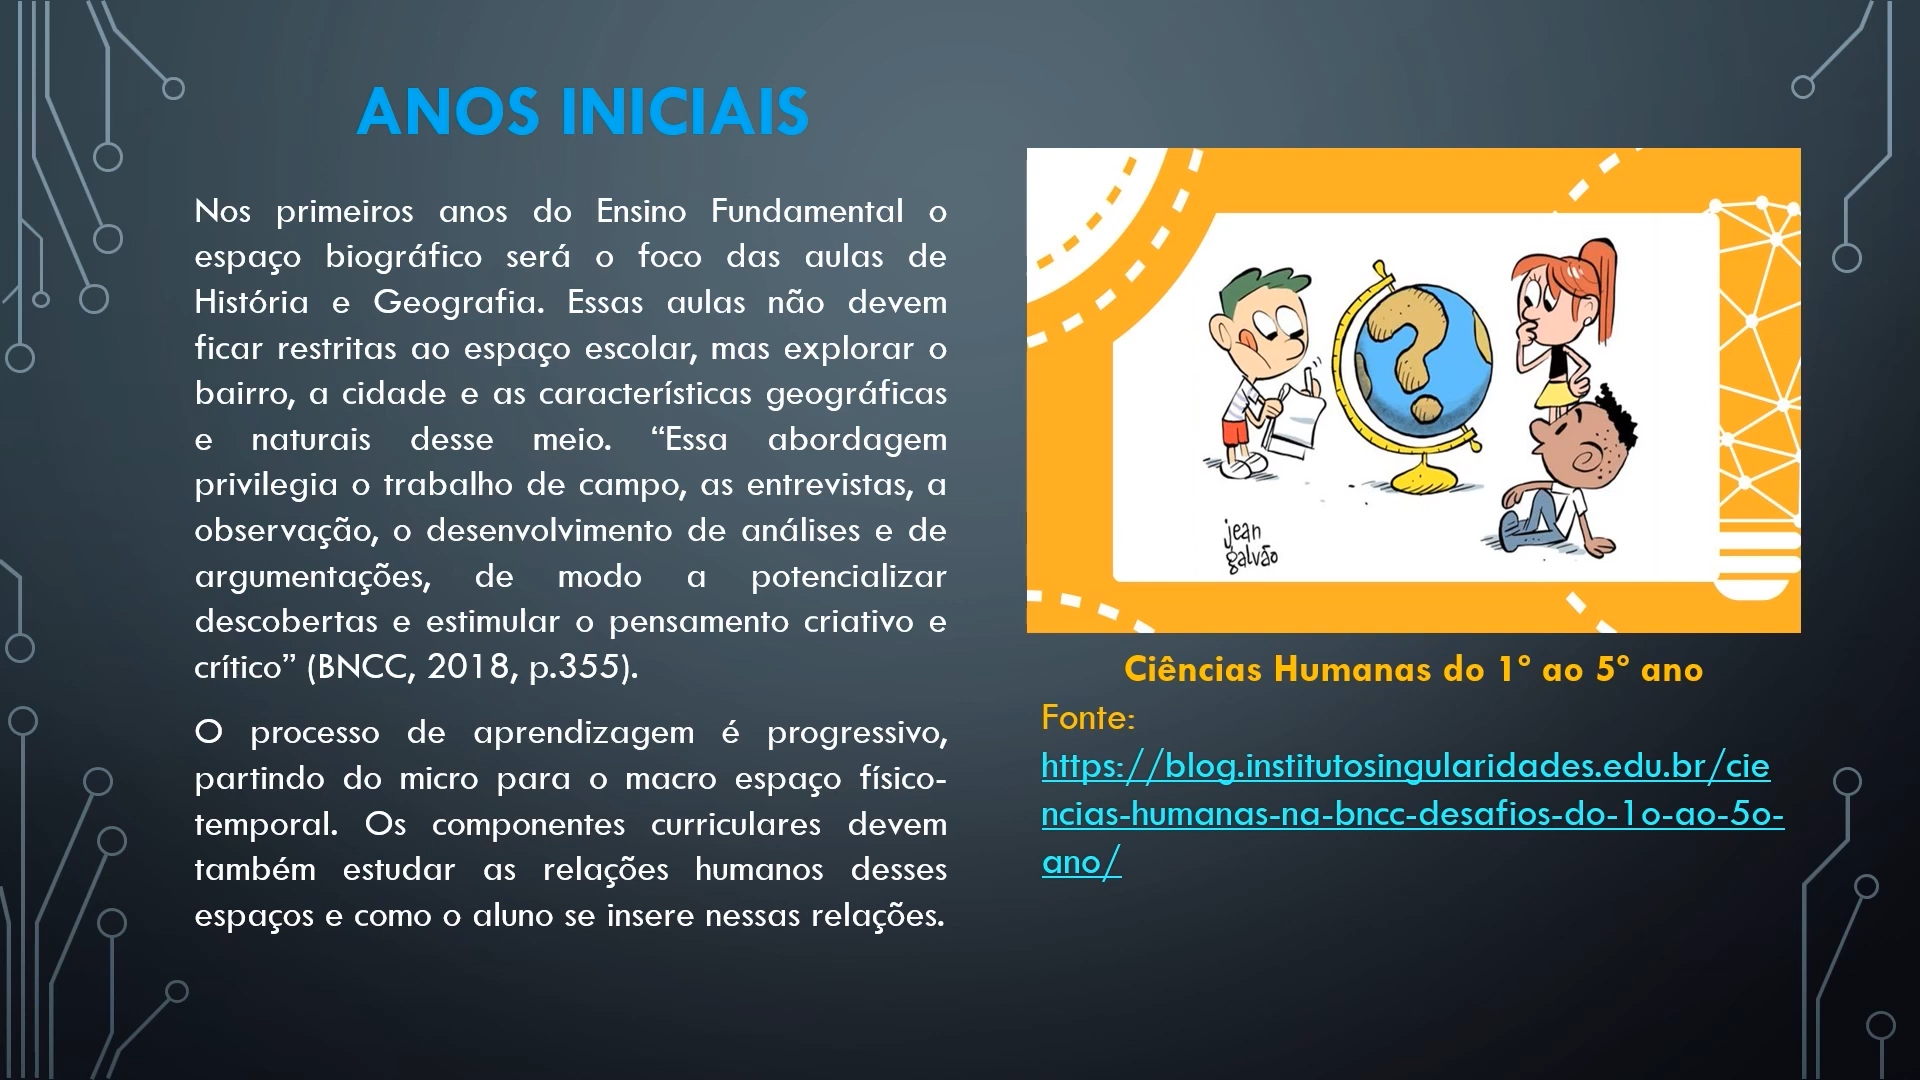 ANOS INICIAIS
Nos primeiros anos do Ensino Fundamental o
espaço biográfico será o foco das aulas de
História e Geografia. Essas aulas não devem
ficar restritas ao espaço escolar, mas explorar o
bairro, a cidade e as características geográficas
e naturais desse meio. “Essa abordagem
privilegia o trabalho de campo, as entrevistas, a
observação, o desenvolvimento de análises e de
argumentações, de modo a potencializar
descobertas e estimular o pensamento criativo e
crítico” (BNCC, 2018, p.355).
O processo de aprendizagem é progressivo,
partindo do micro para o macro espaço físico-
temporal. Os componentes curriculares devem
também estudar as relações humanos desses
espaços e como o aluno se insere nessas relações.
?
jean
galvão
Ciências Humanas do 1º ao 5º ano
Fonte:
https://blog.institutosingularidades.edu.br/cie
ncias-humanas-na-bncc-desafios-do-1o-ao-5o-
ano/